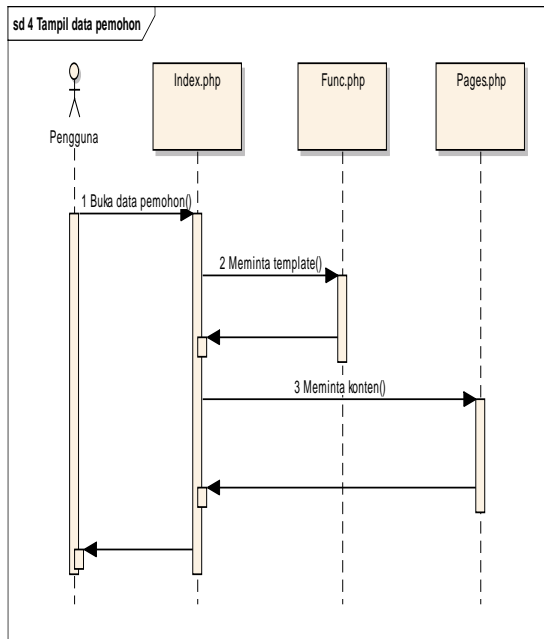 sd 4 Tampil data pemohon
Pengguna
Index.php
Func.php
Pages.php
1 Buka data pemohon()
2 Meminta template()
3 Meminta konten()